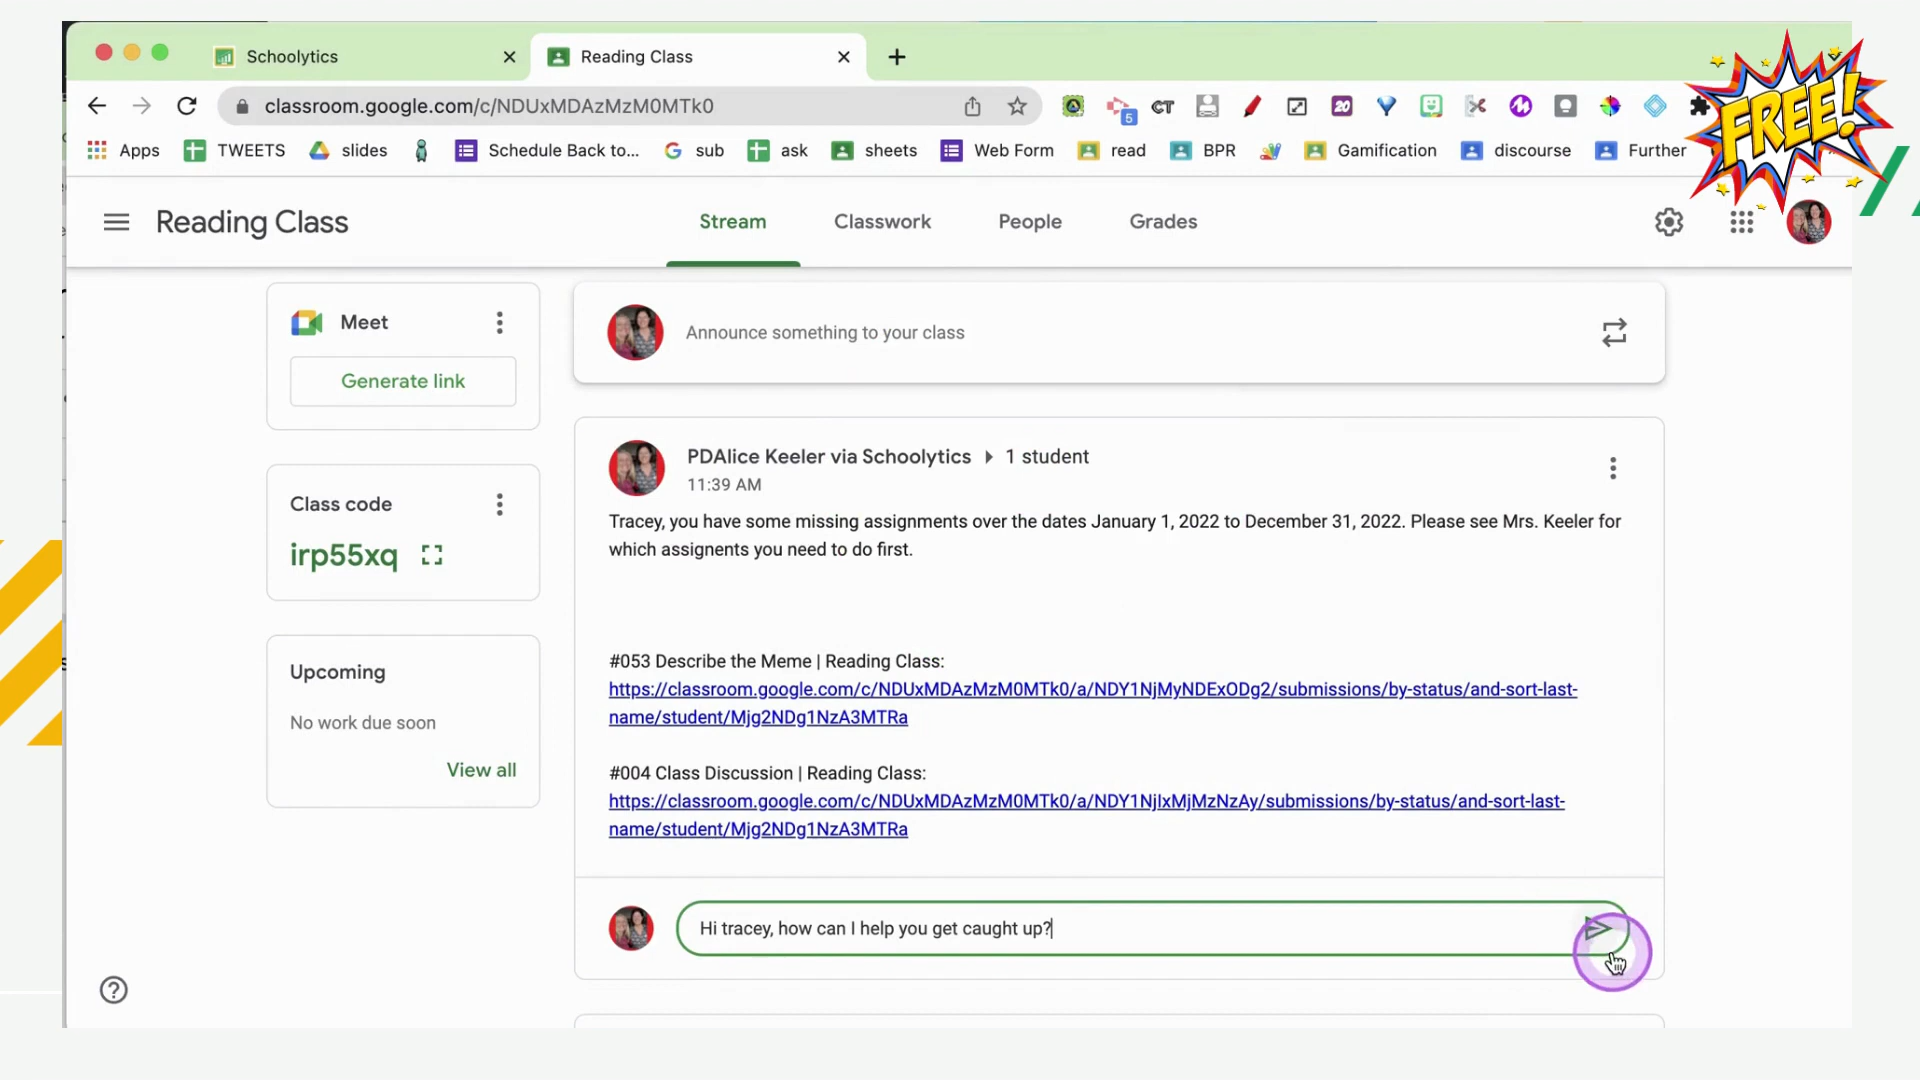 Schoolytics
Reading Class
FREE!
classroom.google.com/c/NDUxMDAzMzM0MTk0
5
CT
20
Apps
TWEETS
slides
Schedule Back to...
sub
ask
sheets
Web Form
read
BPR
Gamification
discourse
Further
Reading Class
Stream
Classwork
People
Grades
Meet
Generate link
Announce something to your class
Class code
irp55xq
Upcoming
No work due soon
View all
PDAlice Keeler via Schoolytics
1 student
11:39 AM
Tracey, you have some missing assignments over the dates January 1, 2022 to December 31, 2022. Please see Mrs. Keeler for
which assignents you need to do first.
#053 Describe the Meme | Reading Class:
https://classroom.google.com/c/NDUxMDAzMzM0MTk0/a/NDY1NjMyNDExODg2/submissions/by-status/and-sort-last-
name/student/Mjg2NDg1NzA3MTRa
#004 Class Discussion | Reading Class:
https://classroom.google.com/c/NDUxMDAzMzM0MTk0/a/NDY1NjIxMjMzNzAy/submissions/by-status/and-sort-last-
name/student/Mjg2NDg1NzA3MTRa
Hi tracey, how can I help you get caught up?